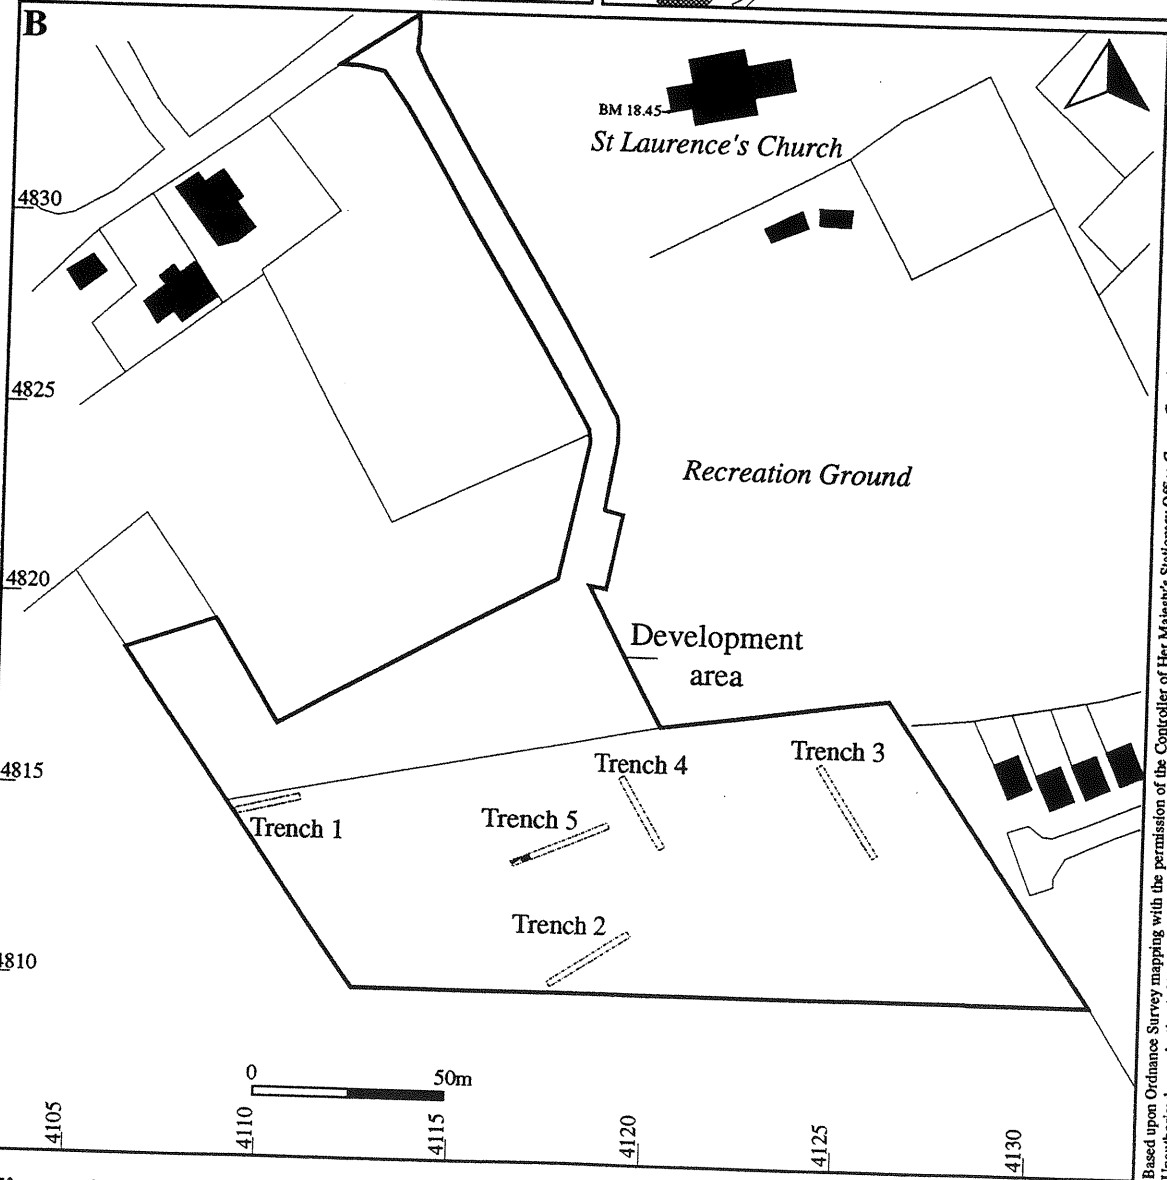 B
BM 18.45
St Laurence's Church
4830
4825
Recreation Ground
4820
Development
area
4815
Trench 4
Trench 3
Trench 1
Trench 5
Trench 2
4810
0 50m
4105
4110
4115
4120
4125
4130
Based upon Ordnance Survey mapping with the permission of the Controller of Her Majesty's Stationery